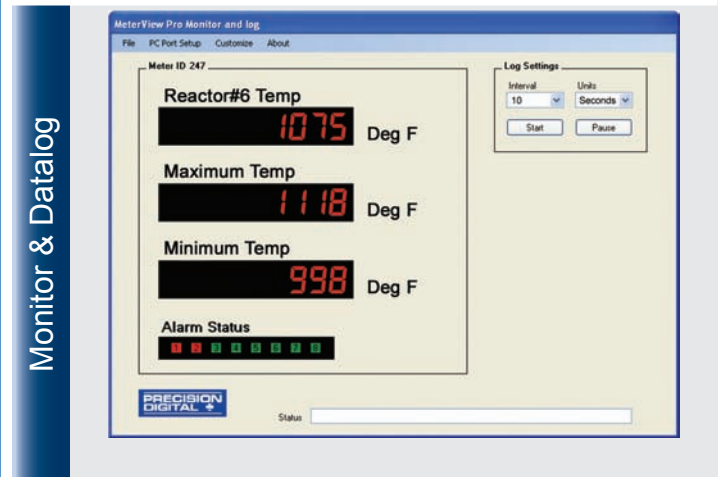 Monitor & Datalog
MeterView Pro Monitor and log
File PC Port Setup Customize About
Meter ID 247
Reactor#6 Temp
1075 Deg F
Maximum Temp
1118 Deg F
Minimum Temp
998 Deg F
Alarm Status
1 2 3 4 5 6 7 8
Log Settings
Interval Units
10 Seconds
Start Pause
PRECISION
DIGITAL
Status